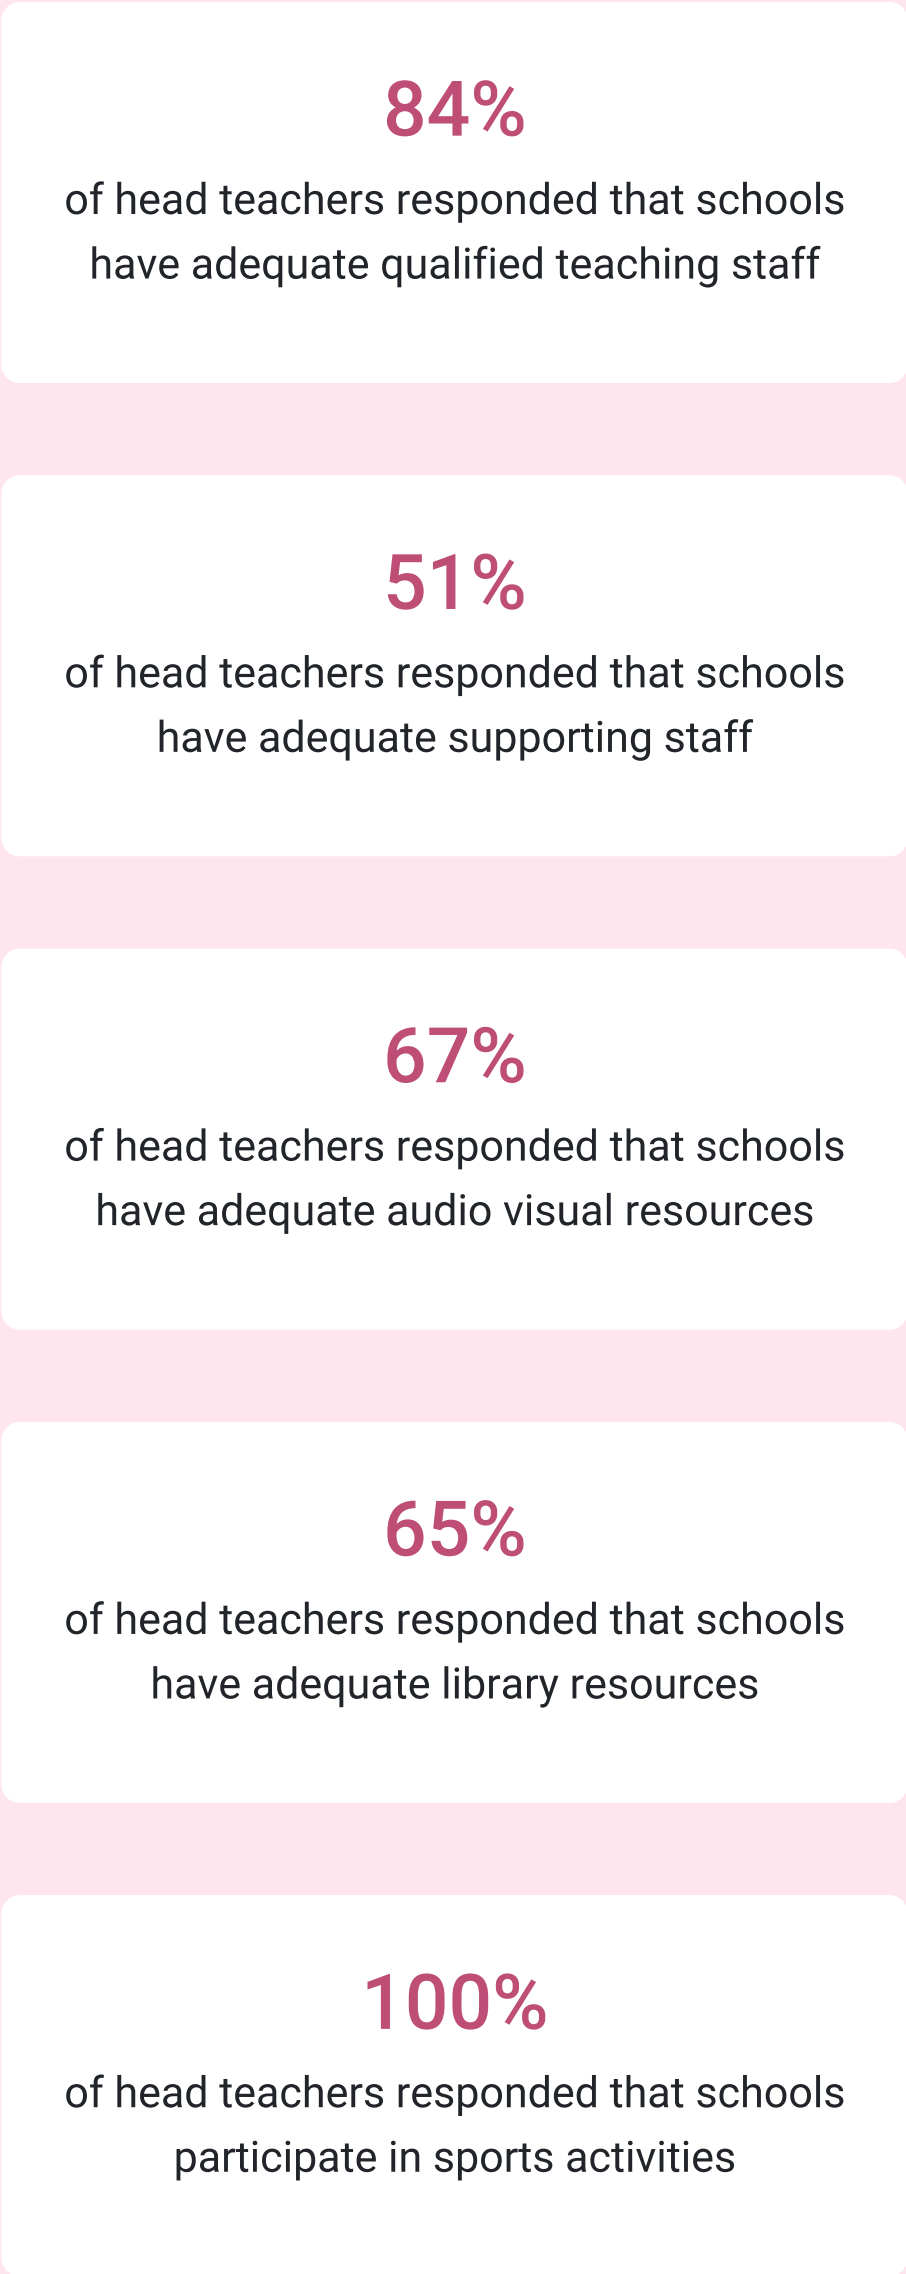 84%
of head teachers responded that schools
have adequate qualified teaching staff
51%
of head teachers responded that schools
have adequate supporting staff
67%
of head teachers responded that schools
have adequate audio visual resources
65%
of head teachers responded that schools
have adequate library resources
100%
of head teachers responded that schools
participate in sports activities